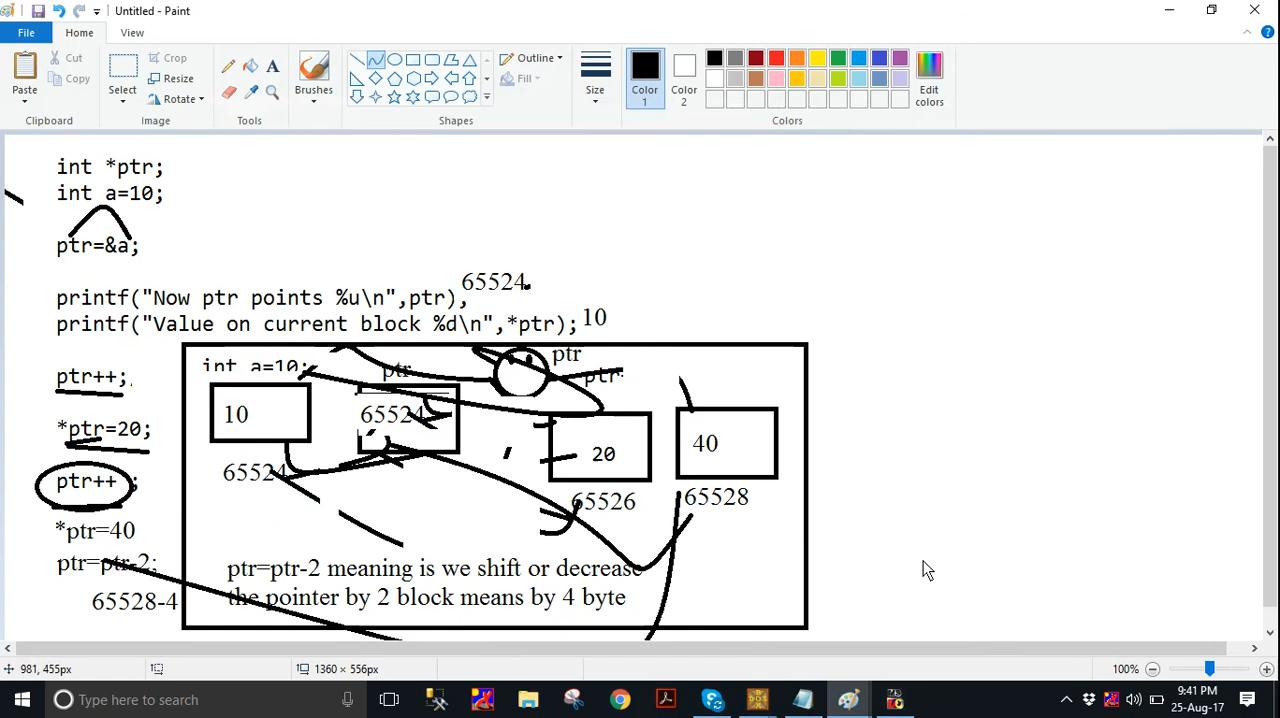 Untitled - Paint
File Home View
Paste
Cut
Copy
Clipboard
Select
Crop
Resize
Rotate
Image
A
Tools
Brushes
Shapes
Outline
Fill
Size
Color 1
Color 2
Edit colors
Colors
int *ptr;
int a=10;
ptr=&a;
65524
printf("Now ptr points %u\n",ptr),
printf("Value on current block %d\n",*ptr); 10
ptr++;
*ptr=20;
ptr++ ;
*ptr=40
ptr=ptr-2;
65528-4
int a=10;
ptr
ptr
ptr
10
65524
20
40
65524
65526
65528
ptr=ptr-2 meaning is we shift or decrease
the pointer by 2 block means by 4 byte
981, 455px
1360 × 556px
100%
Type here to search
9:41 PM
25-Aug-17